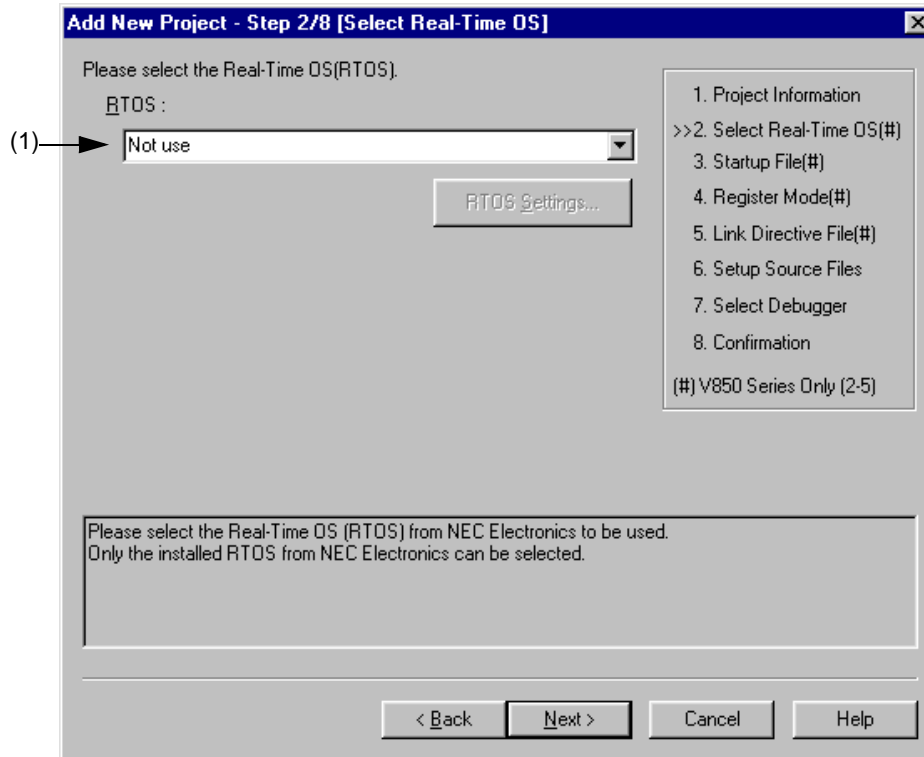 Add New Project - Step 2/8 [Select Real-Time OS]
Please select the Real-Time OS(RTOS).
RTOS :
(1)
Not use
RTOS Settings...
1. Project Information
>>2. Select Real-Time OS(#)
3. Startup File(#)
4. Register Mode(#)
5. Link Directive File(#)
6. Setup Source Files
7. Select Debugger
8. Confirmation
(#) V850 Series Only (2-5)
Please select the Real-Time OS (RTOS) from NEC Electronics to be used.
Only the installed RTOS from NEC Electronics can be selected.
< Back
Next >
Cancel
Help